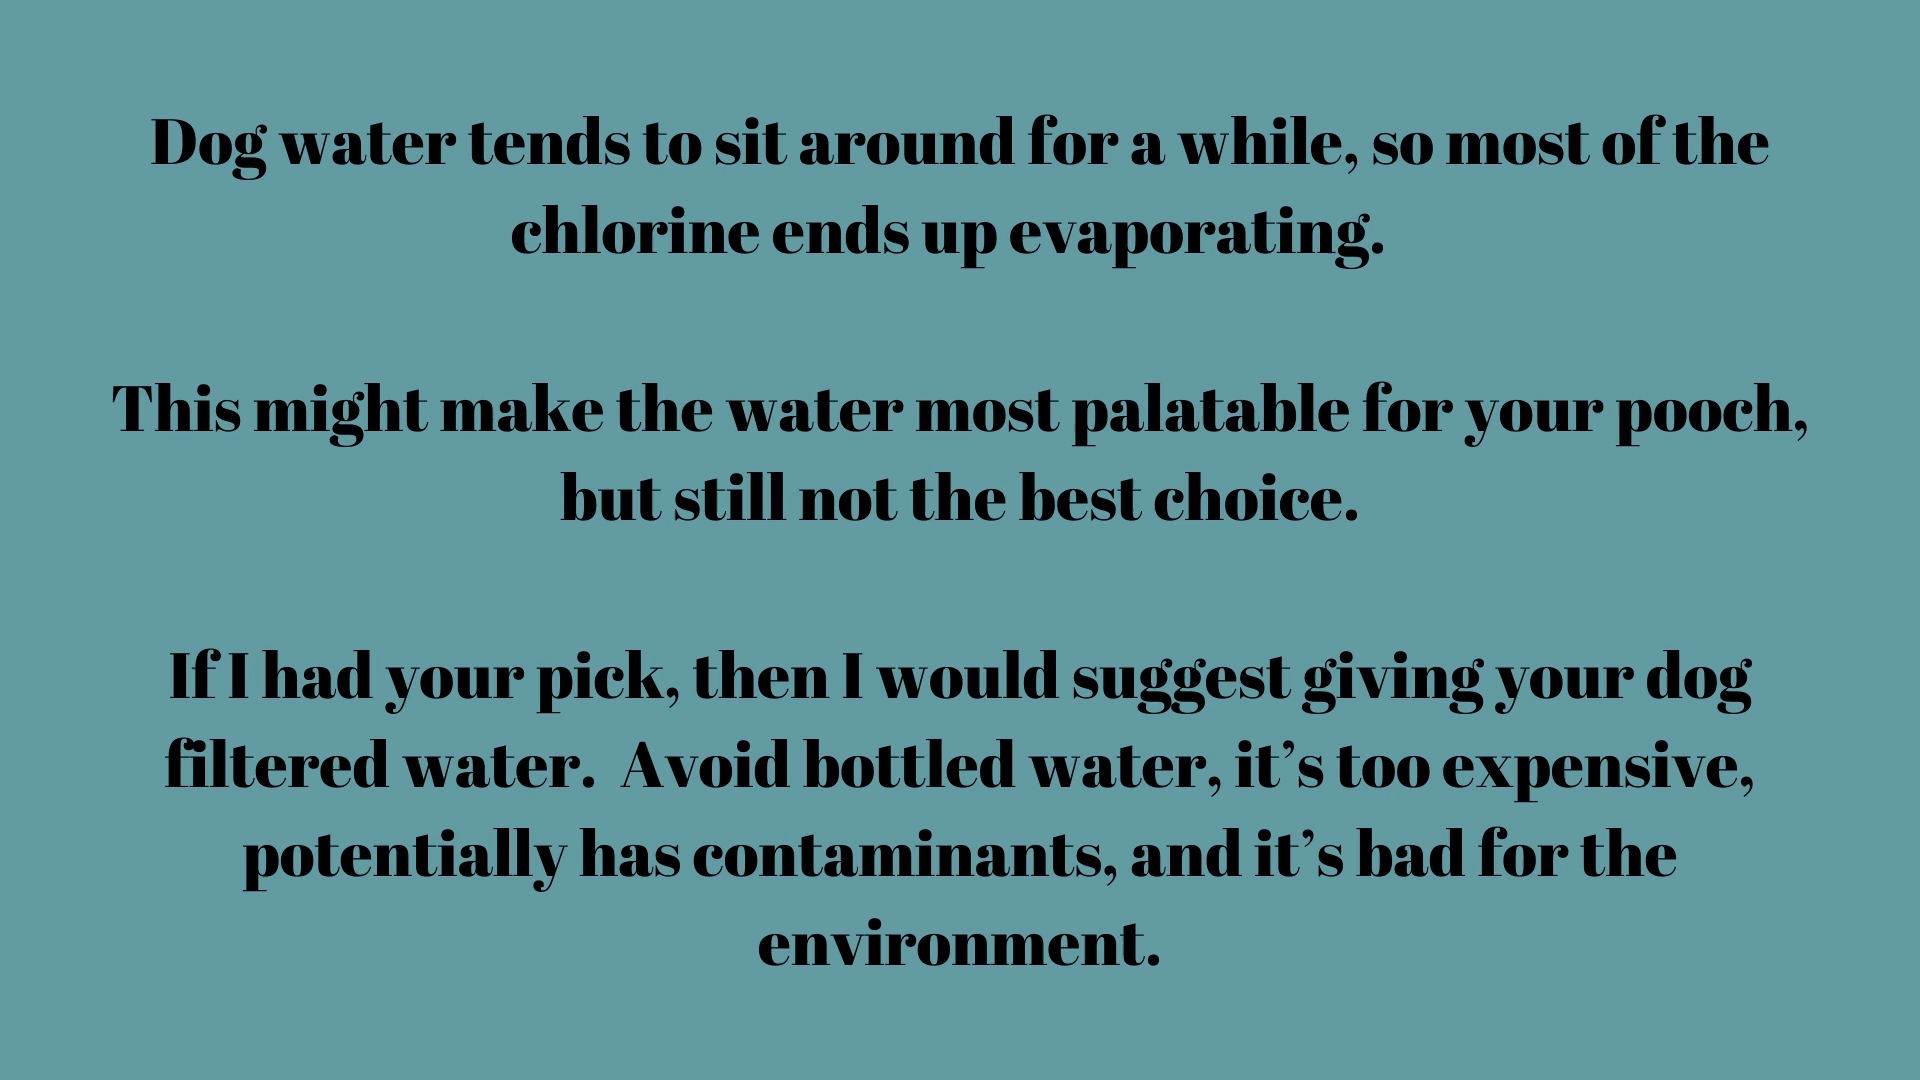 Dog water tends to sit around for a while, so most of the
chlorine ends up evaporating.
This might make the water most palatable for your pooch,
but still not the best choice.
If I had your pick, then I would suggest giving your dog
filtered water.  Avoid bottled water, it’s too expensive,
potentially has contaminants, and it’s bad for the
environment.